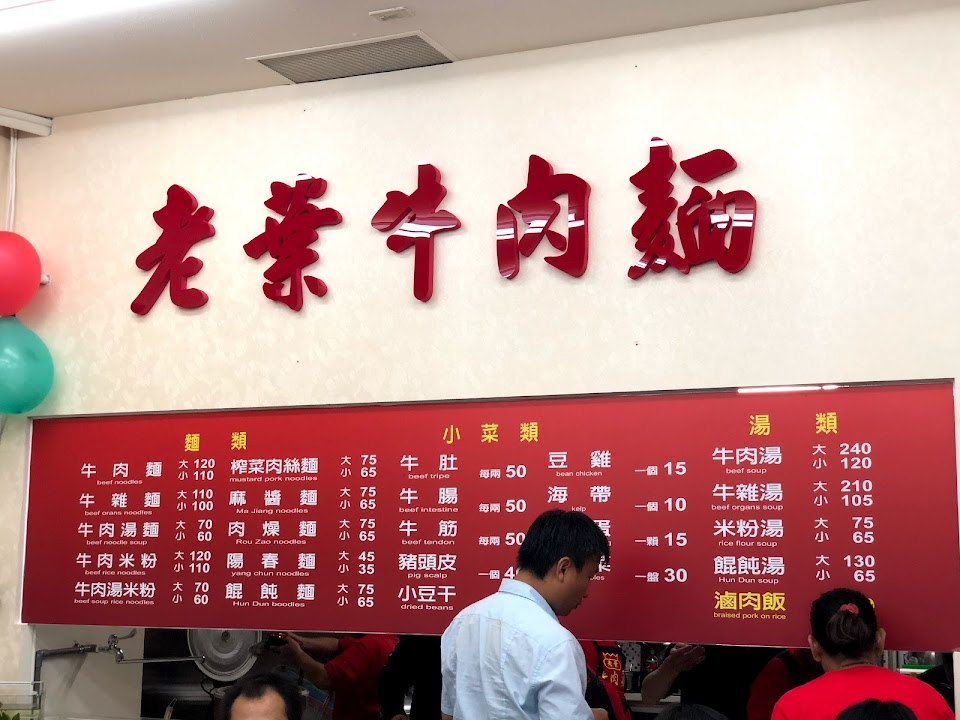 老葉牛肉麵
麵類
牛肉麵 大 120 小 110
beef noodles
牛雜麵 大 110 小 100
beef orans noodles
牛肉湯麵 大 70 小 60
beef noodle soup
牛肉米粉 大 120 小 110
beef rice noodles
牛肉湯米粉 大 70 小 60
beef soup rice noodles
榨菜肉絲麵 大 75 小 65
mustard pork noodles
麻醬麵 大 75 小 65
Ma Jiang noodles
肉燥麵 大 75 小 65
Rou Zao noodles
陽春麵 大 45 小 35
yang chun noodles
餛飩麵 大 75 小 65
Hun Dun boodles
小菜類
牛肚 每兩 50
beef tripe
牛腸 每兩 50
beef intestine
牛筋 每兩 50
beef tendon
豬頭皮 一個
pig scalp
小豆干
dried beans
豆雞 一個 15
bean chicken
海帶 一個 10
kelp
蛋 一顆 15
一盤 30
湯類
牛肉湯 大 240 小 120
beef soup
牛雜湯 大 210 小 105
beef organs soup
米粉湯 大 75 小 65
rice flour soup
餛飩湯 大 130 小 65
Hun Dun soup
滷肉飯
braised pork on rice